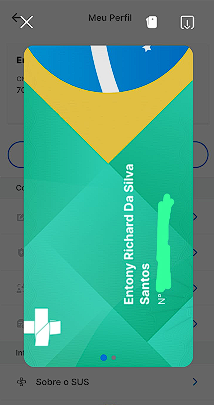 Meu Perfil
Entony Richard Da Silva
Santos
Nº
Sobre o SUS